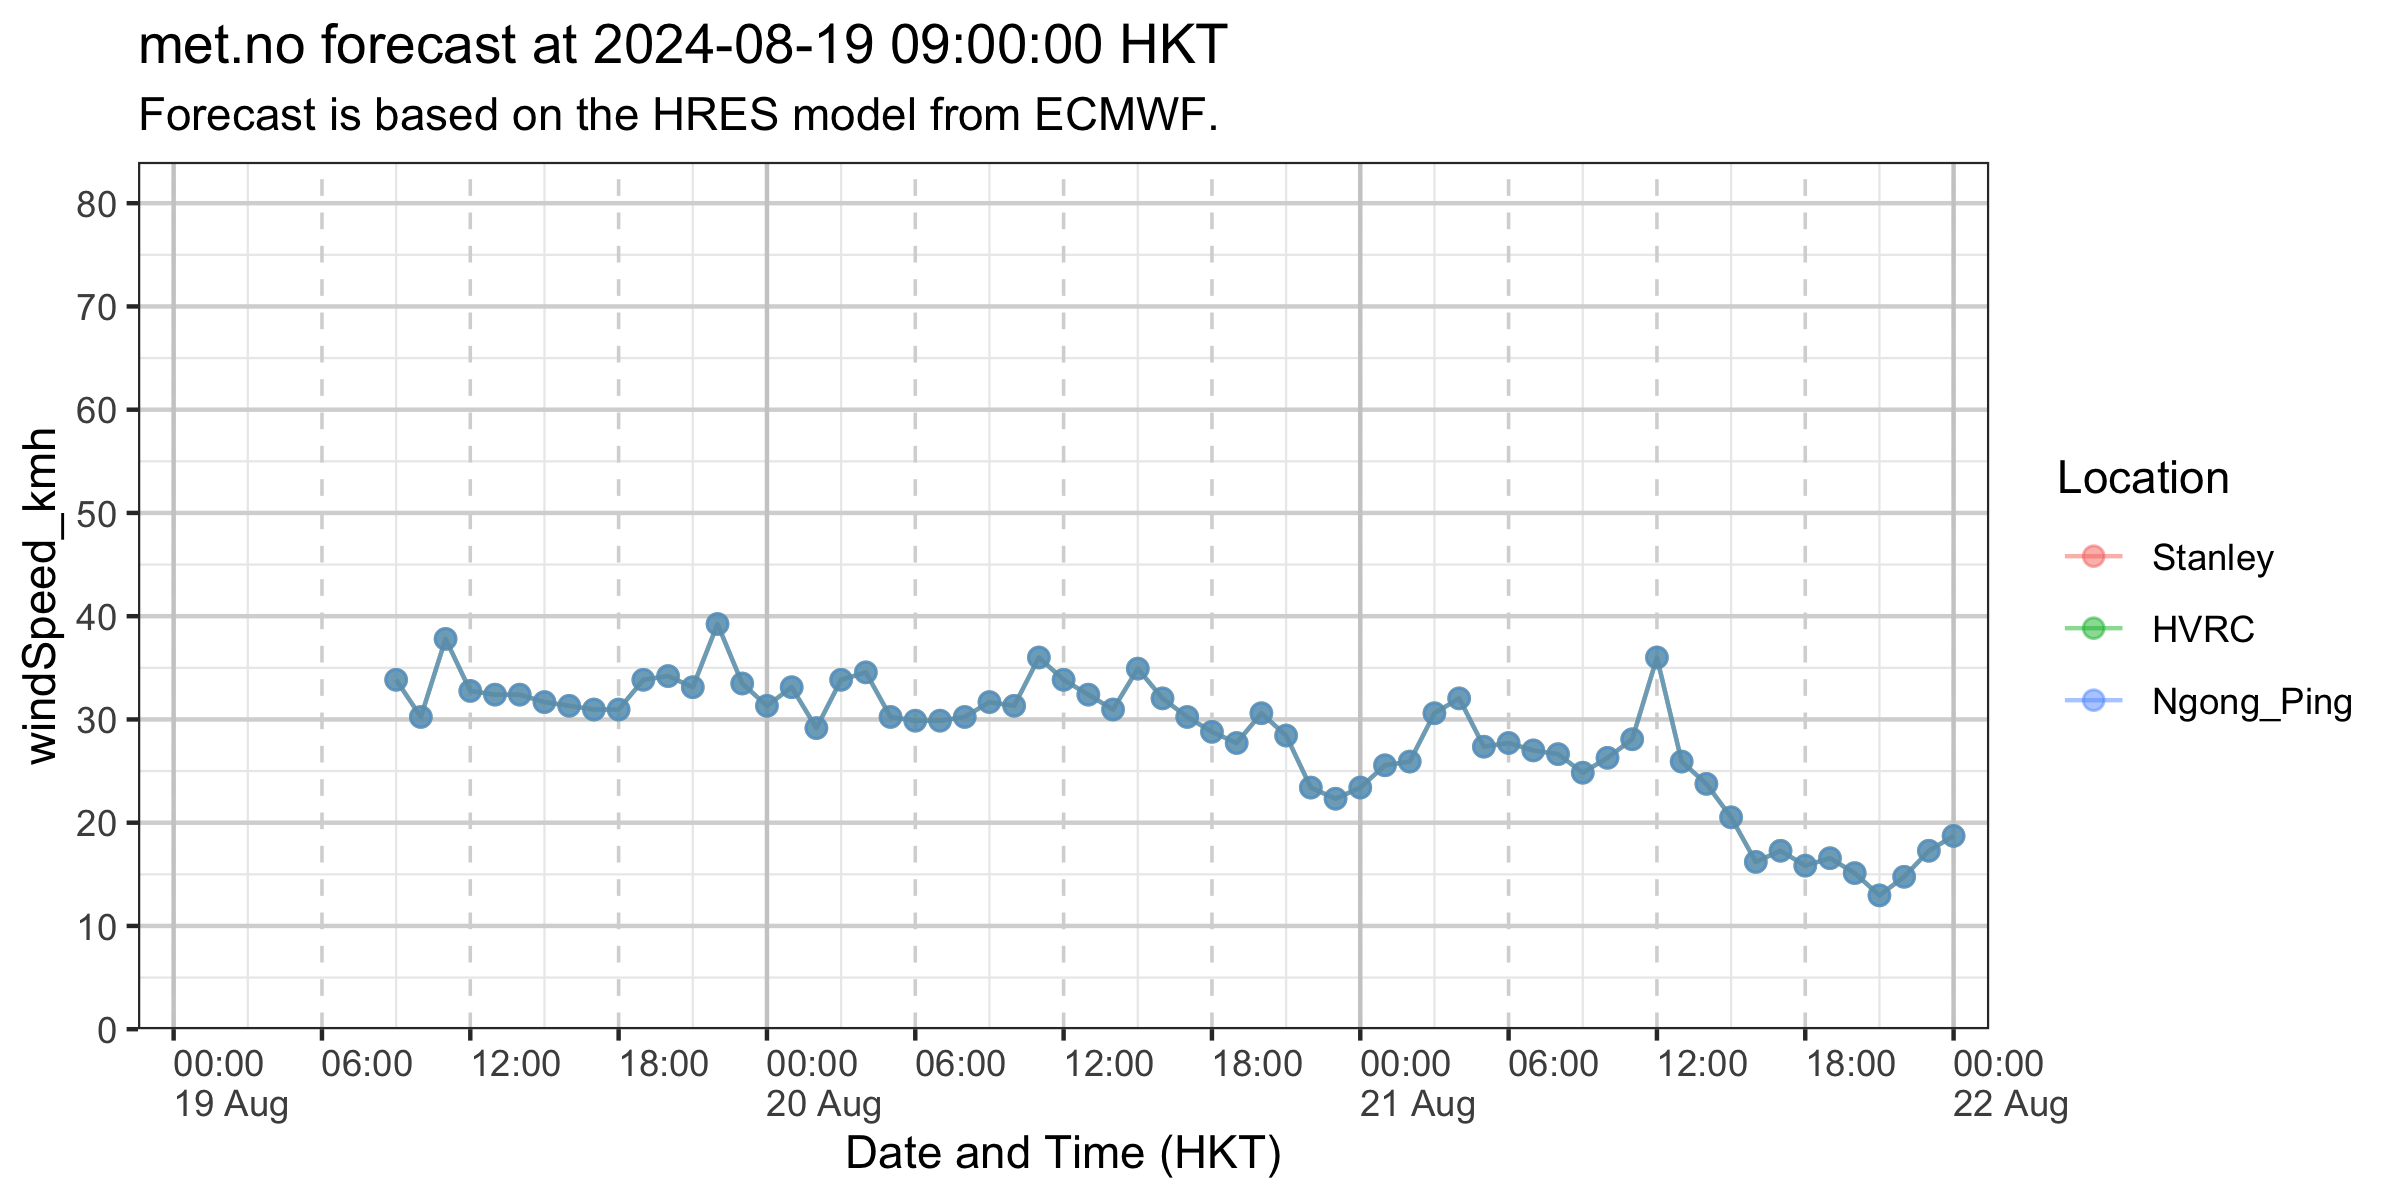 met.no forecast at 2024-08-19 09:00:00 HKT
Forecast is based on the HRES model from ECMWF.
windSpeed_kmh
80
70
60
50
40
30
20
10
0
00:00 06:00 12:00 18:00 00:00 06:00 12:00 18:00 00:00 06:00 12:00 18:00 00:00
19 Aug 20 Aug 21 Aug 22 Aug
Date and Time (HKT)
Location
Stanley
HVRC
Ngong_Ping